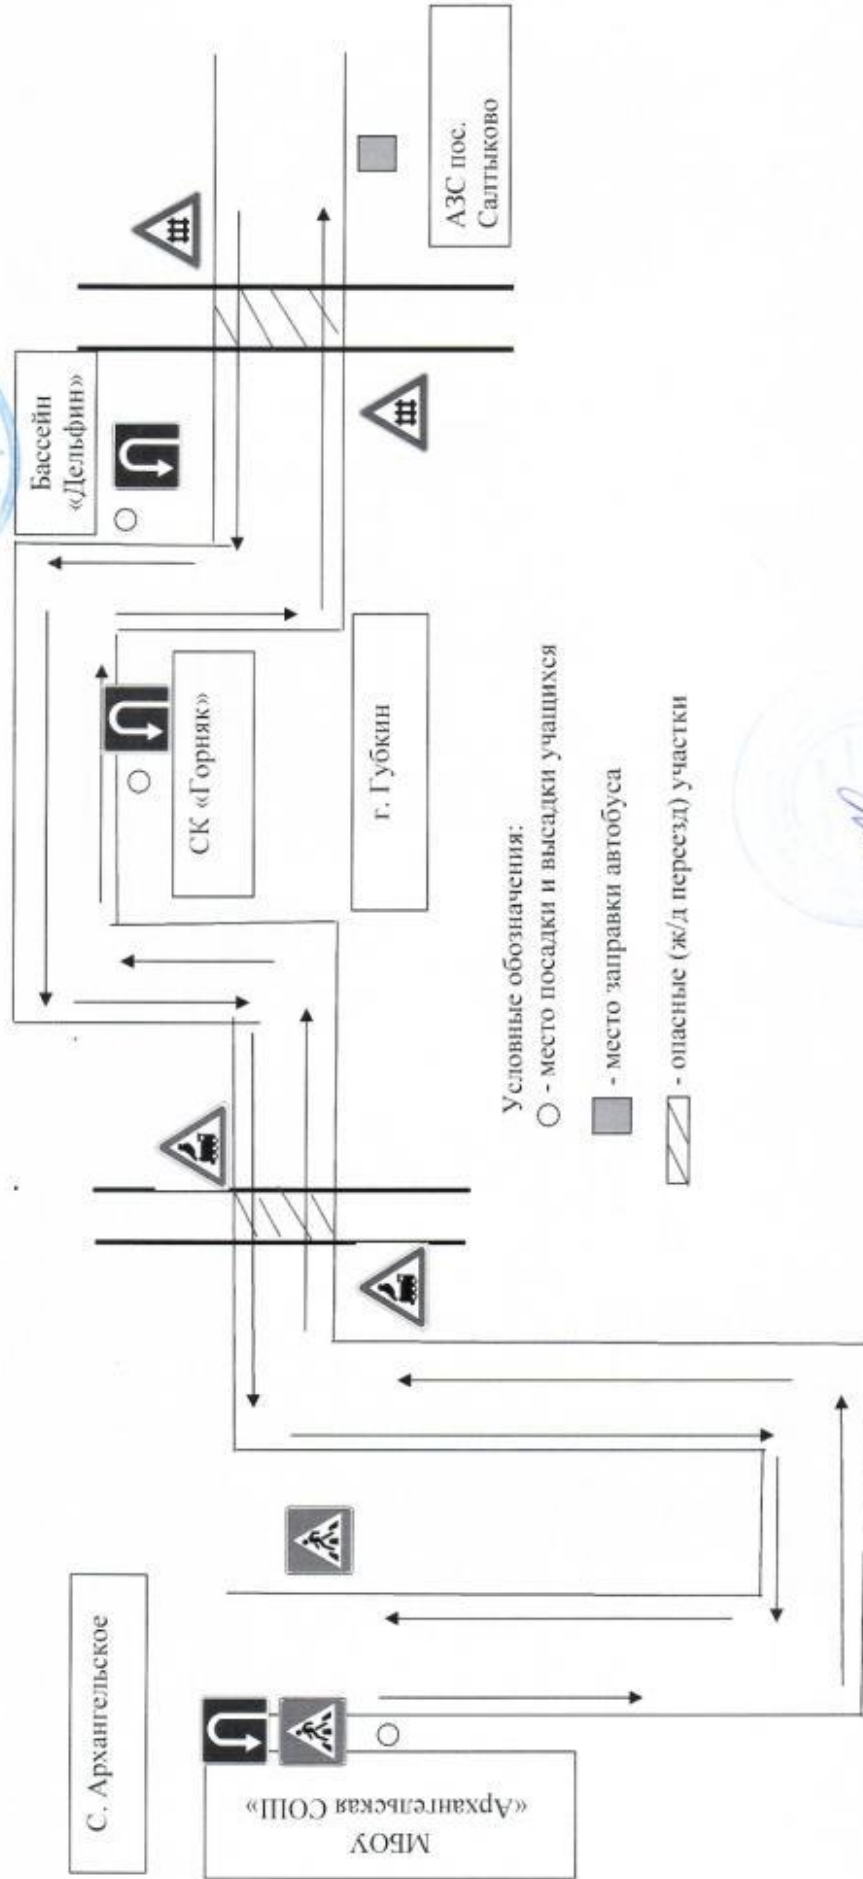 С. Архангельское
МБОУ
«Архангельская СОШ»
Бассейн
«Дельфин»
СК «Горняк»
г. Губкин
АЗС пос.
Салтыково
Условные обозначения:
- место посадки и высадки учащихся
- место заправки автобуса
- опасные (ж/д переезд) участки